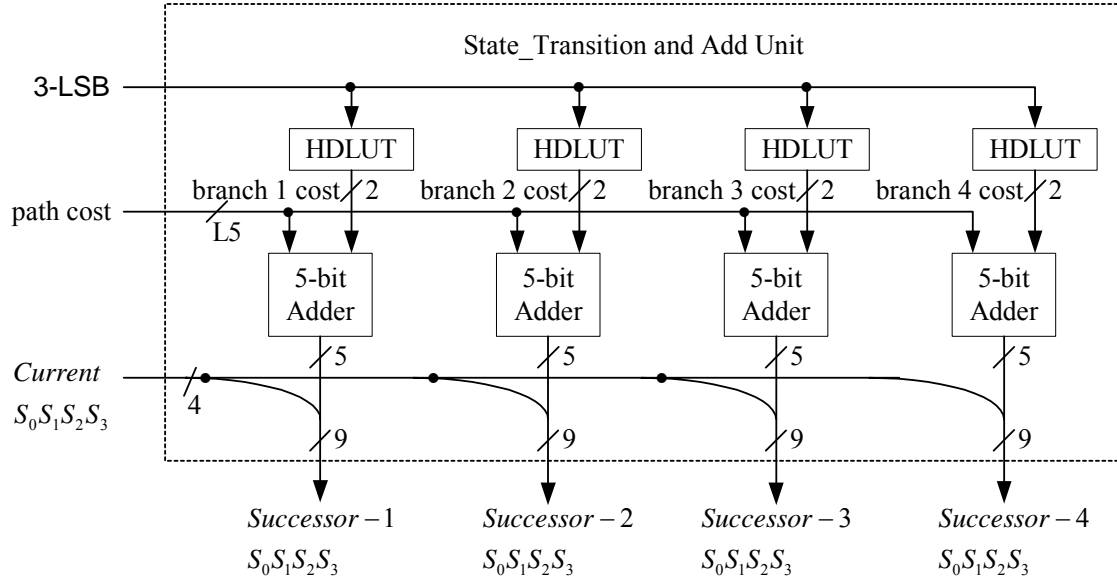 State_Transition and Add Unit
3-LSB
HDLUT HDLUT HDLUT HDLUT
branch 1 cost 2 branch 2 cost 2 branch 3 cost 2 branch 4 cost 2
path cost
L5
5-bit Adder 5-bit Adder 5-bit Adder 5-bit Adder
5 5 5 5
Current
4
S₀S₁S₂S₃
9 9 9 9
Successor – 1 Successor – 2 Successor – 3 Successor – 4
S₀S₁S₂S₃ S₀S₁S₂S₃ S₀S₁S₂S₃ S₀S₁S₂S₃